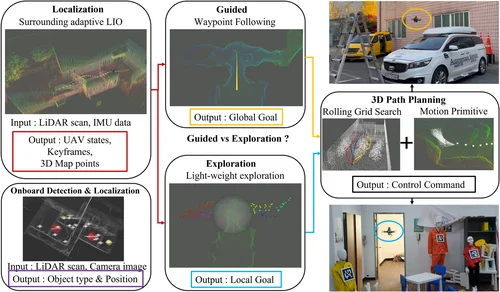 Localization
Surrounding adaptive LIO
Input : LiDAR scan, IMU data
Output : UAV states,
Keyframes,
3D Map points
Onboard Detection & Localization
Input : LiDAR scan, Camera image
Output : Object type & Position
Guided
Waypoint Following
Output : Global Goal
Guided vs Exploration ?
Exploration
Light-weight exploration
Output : Local Goal
3D Path Planning
Rolling Grid Search
Motion Primitive
+
Output : Control Command